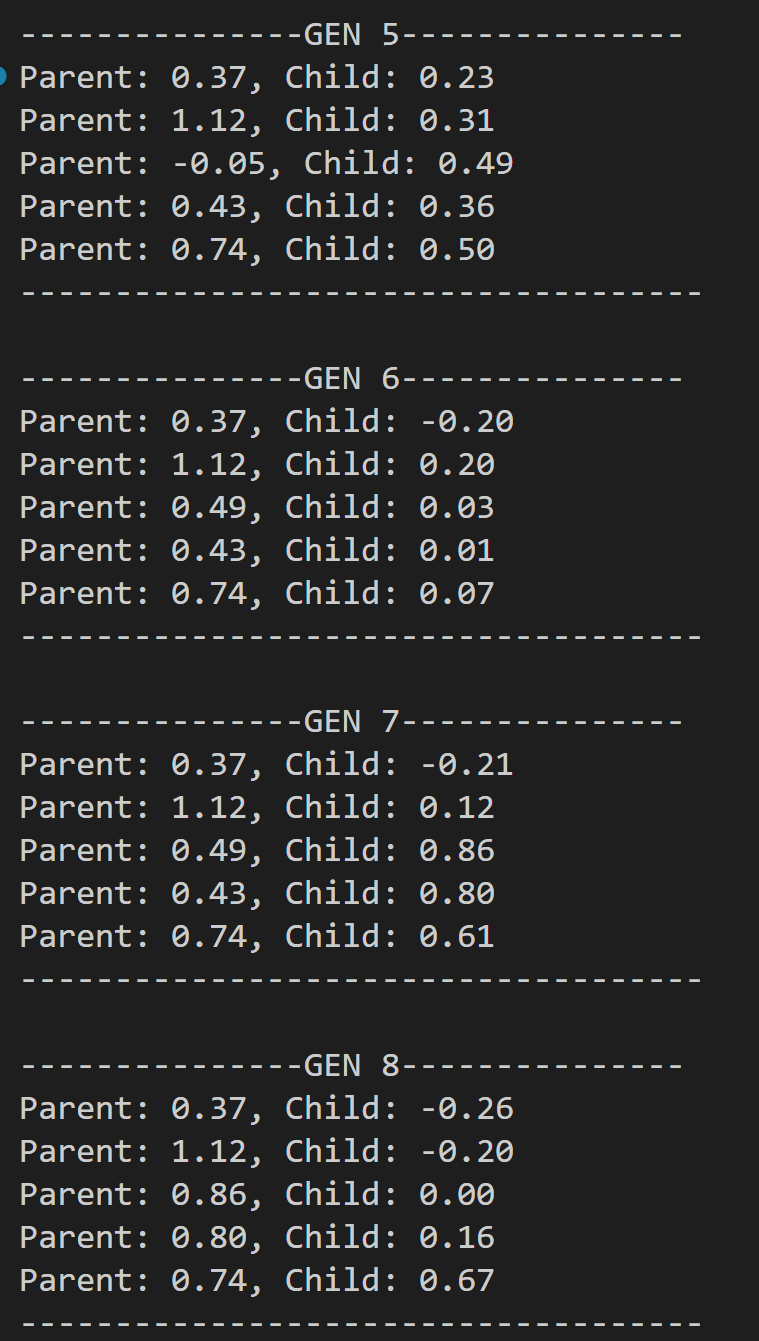 ---------------GEN 5---------------
Parent: 0.37, Child: 0.23
Parent: 1.12, Child: 0.31
Parent: -0.05, Child: 0.49
Parent: 0.43, Child: 0.36
Parent: 0.74, Child: 0.50
------------------------------------
---------------GEN 6---------------
Parent: 0.37, Child: -0.20
Parent: 1.12, Child: 0.20
Parent: 0.49, Child: 0.03
Parent: 0.43, Child: 0.01
Parent: 0.74, Child: 0.07
------------------------------------
---------------GEN 7---------------
Parent: 0.37, Child: -0.21
Parent: 1.12, Child: 0.12
Parent: 0.49, Child: 0.86
Parent: 0.43, Child: 0.80
Parent: 0.74, Child: 0.61
------------------------------------
---------------GEN 8---------------
Parent: 0.37, Child: -0.26
Parent: 1.12, Child: -0.20
Parent: 0.86, Child: 0.00
Parent: 0.80, Child: 0.16
Parent: 0.74, Child: 0.67
------------------------------------